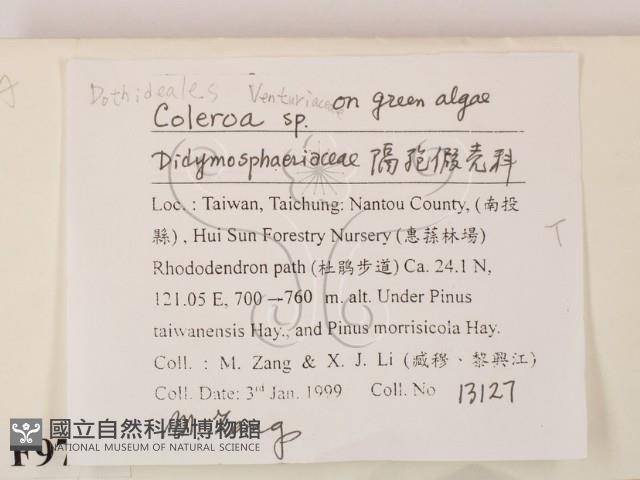 Dothideales Venturiaceae on green algae
Coleroa sp.
Didymosphaeriaceae 隔孢假壳科
Loc. : Taiwan, Taichung: Nantou County, (南投
縣) , Hui Sun Forestry Nursery (惠蓀林場)
Rhododendron path (杜鵑步道) Ca. 24.1 N,
121.05 E, 700→760 m. alt. Under Pinus
taiwanensis Hay., and Pinus morrisicola Hay.
Coll. : M. Zang & X. J. Li (臧穆、黎興江)
Coll. Date: 3rd Jan. 1999 Coll. No 13127
M. Zang
T
國立自然科學博物館
NATIONAL MUSEUM OF NATURAL SCIENCE